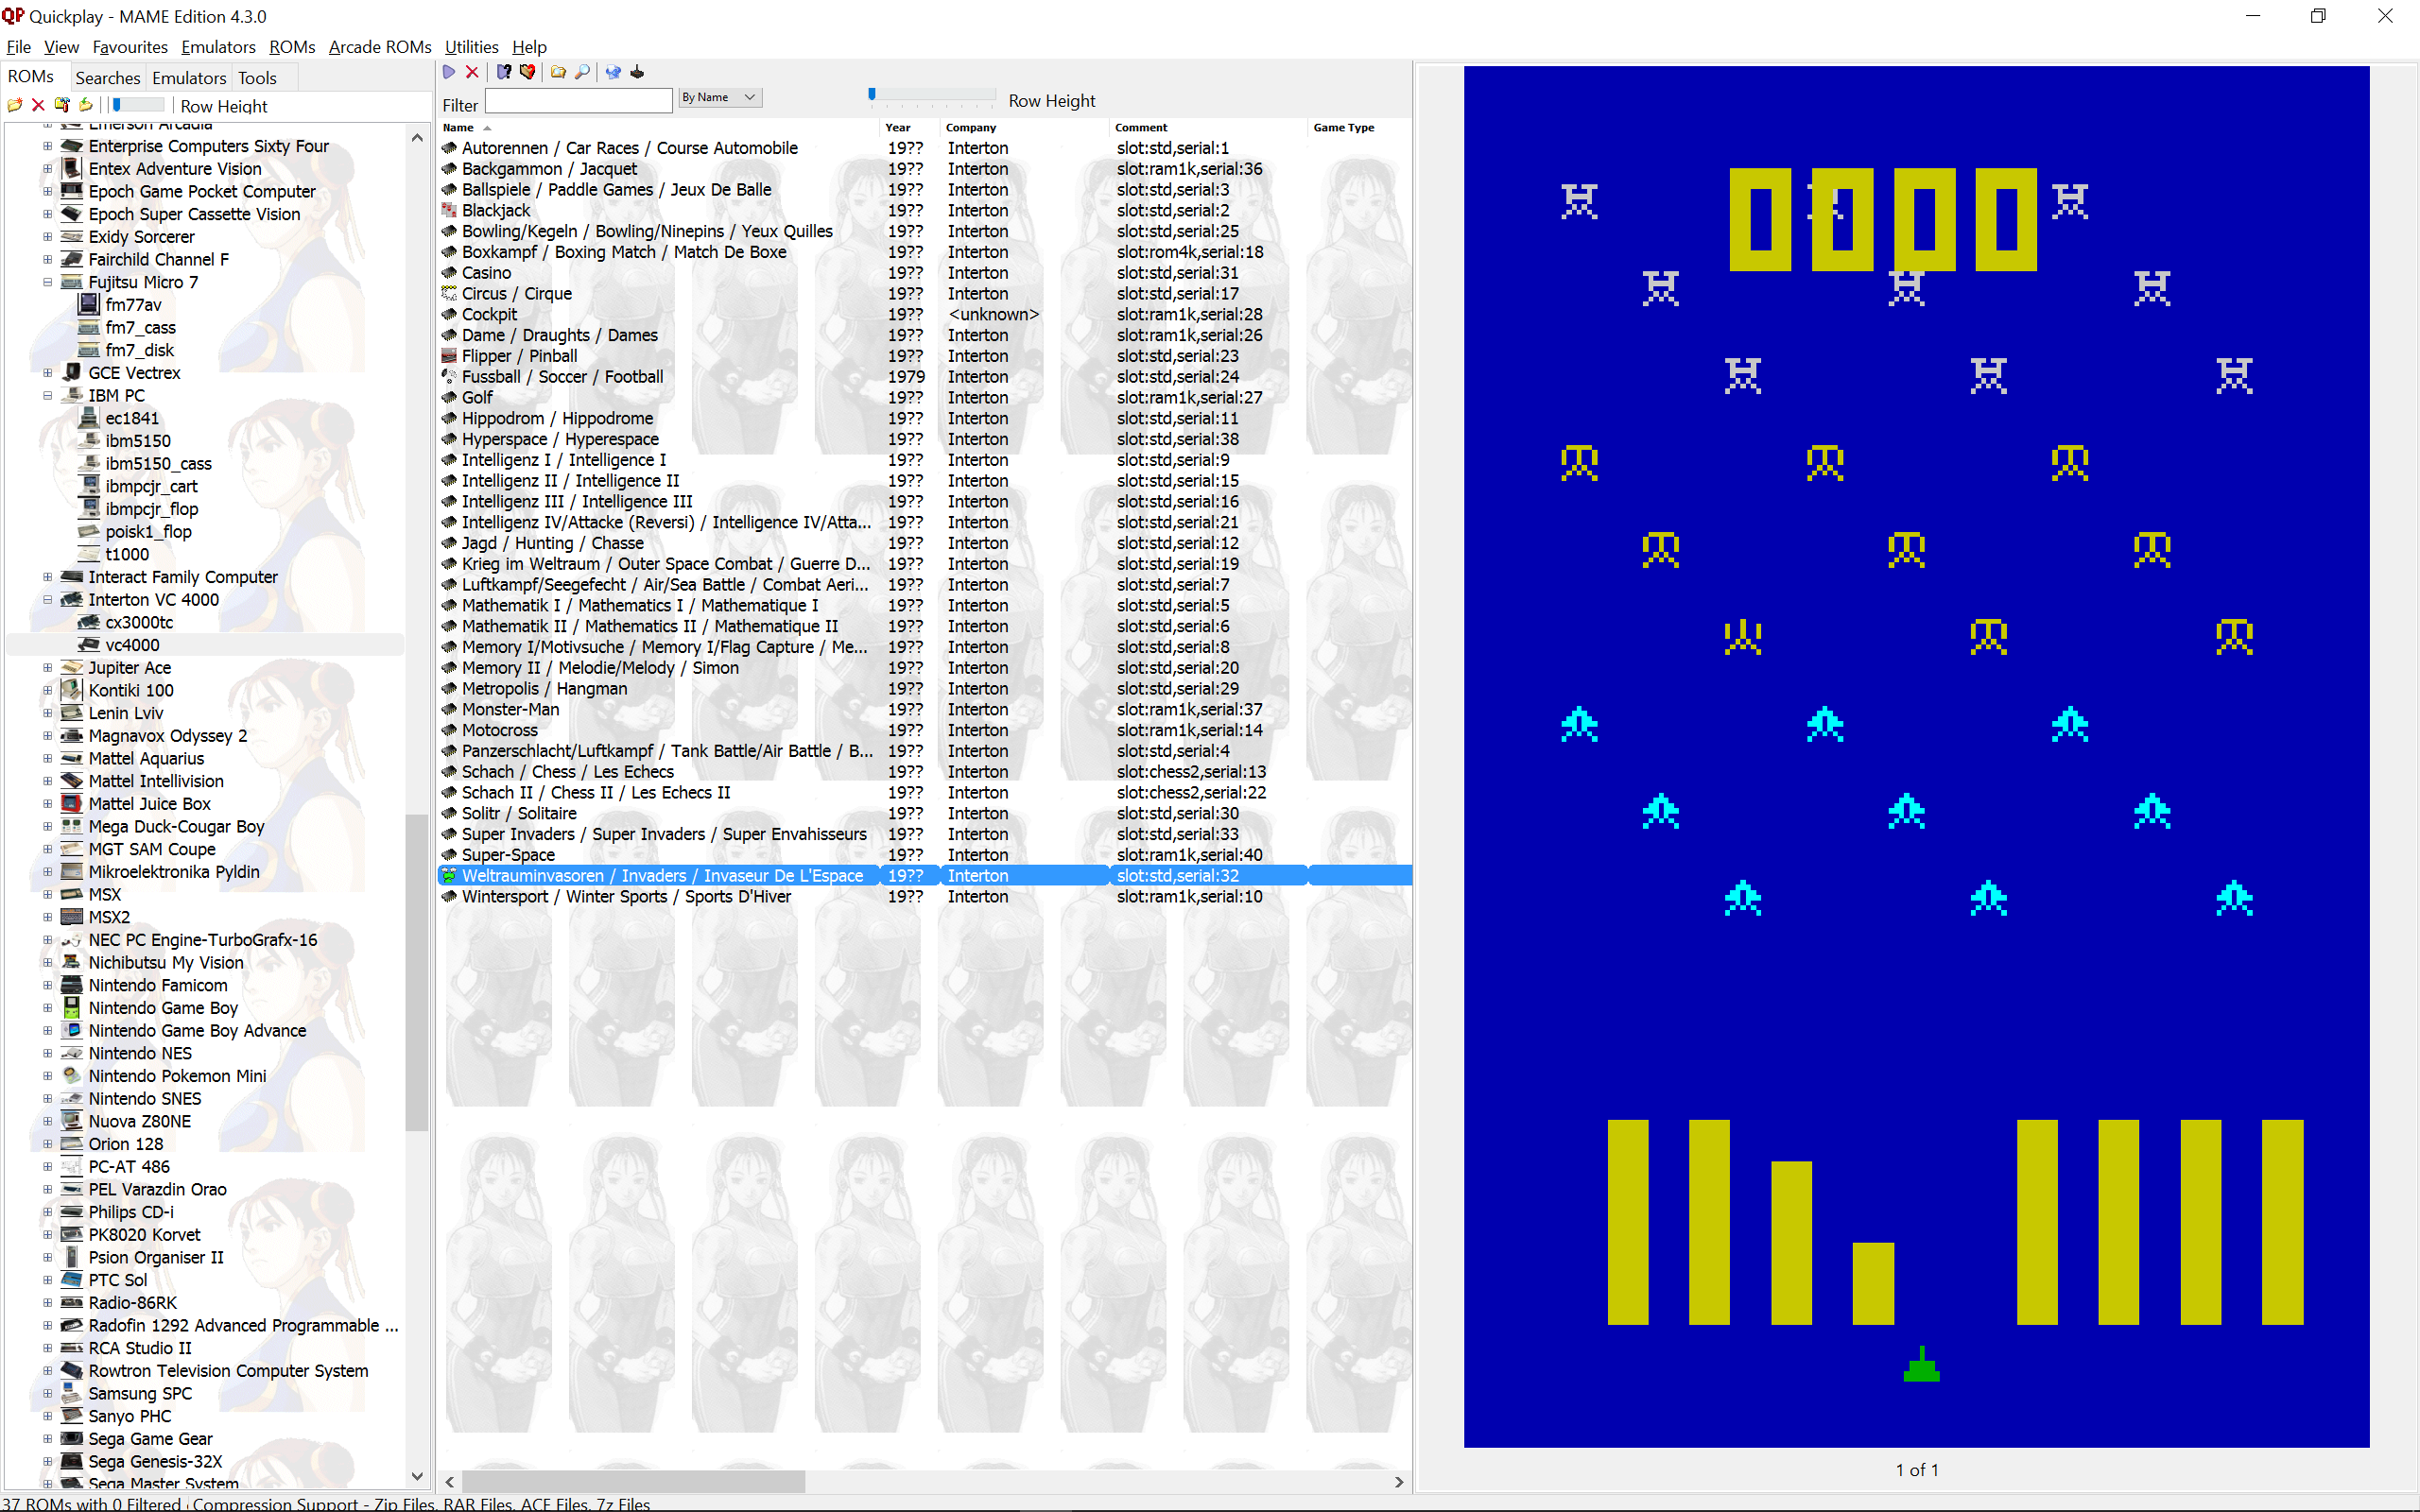 QP Quickplay - MAME Edition 4.3.0
File View Favourites Emulators ROMs Arcade ROMs Utilities Help
ROMs Searches Emulators Tools
Row Height
Emerson Arcadia
Enterprise Computers Sixty Four
Entex Adventure Vision
Epoch Game Pocket Computer
Epoch Super Cassette Vision
Exidy Sorcerer
Fairchild Channel F
Fujitsu Micro 7
fm77av
fm7_cass
fm7_disk
GCE Vectrex
IBM PC
ec1841
ibm5150
ibm5150_cass
ibmpcjr_cart
ibmpcjr_flop
poisk1_flop
t1000
Interact Family Computer
Interton VC 4000
cx3000tc
vc4000
Jupiter Ace
Kontiki 100
Lenin Lviv
Magnavox Odyssey 2
Mattel Aquarius
Mattel Intellivision
Mattel Juice Box
Mega Duck-Cougar Boy
MGT SAM Coupe
Mikroelektronika Pyldin
MSX
MSX2
NEC PC Engine-TurboGrafx-16
Nichibutsu My Vision
Nintendo Famicom
Nintendo Game Boy
Nintendo Game Boy Advance
Nintendo NES
Nintendo Pokemon Mini
Nintendo SNES
Nuova Z80NE
Orion 128
PC-AT 486
PEL Varazdin Orao
Philips CD-i
PK8020 Korvet
Psion Organiser II
PTC Sol
Radio-86RK
Radofin 1292 Advanced Programmable ...
RCA Studio II
Rowtron Television Computer System
Samsung SPC
Sanyo PHC
Sega Game Gear
Sega Genesis-32X
Sega Master System
Filter By Name Row Height
Name Year Company Comment Game Type
Autorennen / Car Races / Course Automobile 19?? Interton slot:std,serial:1
Backgammon / Jacquet 19?? Interton slot:ram1k,serial:36
Ballspiele / Paddle Games / Jeux De Balle 19?? Interton slot:std,serial:3
Blackjack 19?? Interton slot:std,serial:2
Bowling/Kegeln / Bowling/Ninepins / Yeux Quilles 19?? Interton slot:std,serial:25
Boxkampf / Boxing Match / Match De Boxe 19?? Interton slot:rom4k,serial:18
Casino 19?? Interton slot:std,serial:31
Circus / Cirque 19?? Interton slot:std,serial:17
Cockpit 19?? <unknown> slot:ram1k,serial:28
Dame / Draughts / Dames 19?? Interton slot:ram1k,serial:26
Flipper / Pinball 19?? Interton slot:std,serial:23
Fussball / Soccer / Football 1979 Interton slot:std,serial:24
Golf 19?? Interton slot:ram1k,serial:27
Hippodrom / Hippodrome 19?? Interton slot:std,serial:11
Hyperspace / Hyperespace 19?? Interton slot:std,serial:38
Intelligenz I / Intelligence I 19?? Interton slot:std,serial:9
Intelligenz II / Intelligence II 19?? Interton slot:std,serial:15
Intelligenz III / Intelligence III 19?? Interton slot:std,serial:16
Intelligenz IV/Attacke (Reversi) / Intelligence IV/Atta... 19?? Interton slot:std,serial:21
Jagd / Hunting / Chasse 19?? Interton slot:std,serial:12
Krieg im Weltraum / Outer Space Combat / Guerre D... 19?? Interton slot:std,serial:19
Luftkampf/Seegefecht / Air/Sea Battle / Combat Aeri... 19?? Interton slot:std,serial:7
Mathematik I / Mathematics I / Mathematique I 19?? Interton slot:std,serial:5
Mathematik II / Mathematics II / Mathematique II 19?? Interton slot:std,serial:6
Memory I/Motivsuche / Memory I/Flag Capture / Me... 19?? Interton slot:std,serial:8
Memory II / Melodie/Melody / Simon 19?? Interton slot:std,serial:20
Metropolis / Hangman 19?? Interton slot:std,serial:29
Monster-Man 19?? Interton slot:ram1k,serial:37
Motocross 19?? Interton slot:ram1k,serial:14
Panzerschlacht/Luftkampf / Tank Battle/Air Battle / B... 19?? Interton slot:std,serial:4
Schach / Chess / Les Echecs 19?? Interton slot:chess2,serial:13
Schach II / Chess II / Les Echecs II 19?? Interton slot:chess2,serial:22
Solitr / Solitaire 19?? Interton slot:std,serial:30
Super Invaders / Super Invaders / Super Envahisseurs 19?? Interton slot:std,serial:33
Super-Space 19?? Interton slot:ram1k,serial:40
Weltrauminvasoren / Invaders / Invaseur De L'Espace 19?? Interton slot:std,serial:32
Wintersport / Winter Sports / Sports D'Hiver 19?? Interton slot:ram1k,serial:10
0000
1 of 1
37 ROMs with 0 Filtered Compression Support - Zip Files, RAR Files, ACE Files, 7z Files